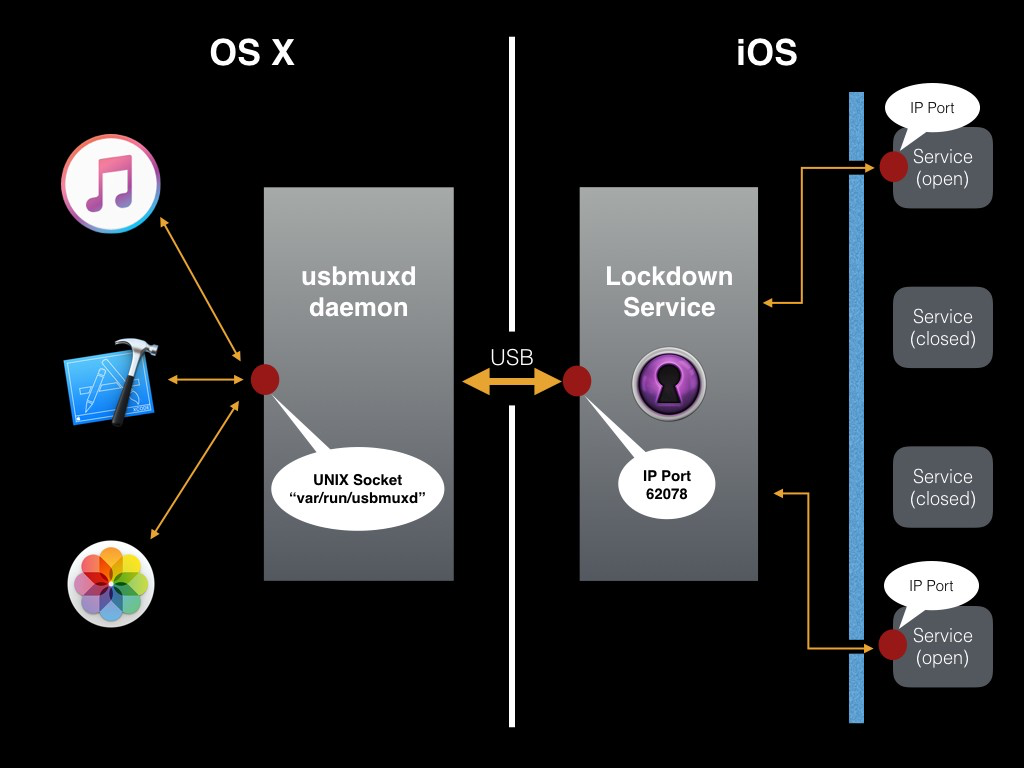 OS X
iOS
IP Port
Service
(open)
usbmuxd
daemon
Lockdown
Service
Service
(closed)
USB
UNIX Socket
“var/run/usbmuxd”
IP Port
62078
Service
(closed)
IP Port
Service
(open)